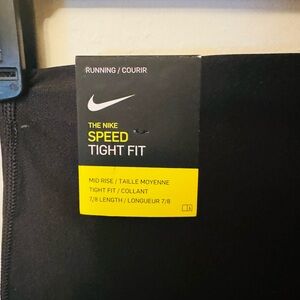 RUNNING / COURIR
THE NIKE
SPEED
TIGHT FIT
MID RISE / TAILLE MOYENNE
TIGHT FIT / COLLANT
7/8 LENGTH / LONGUEUR 7/8